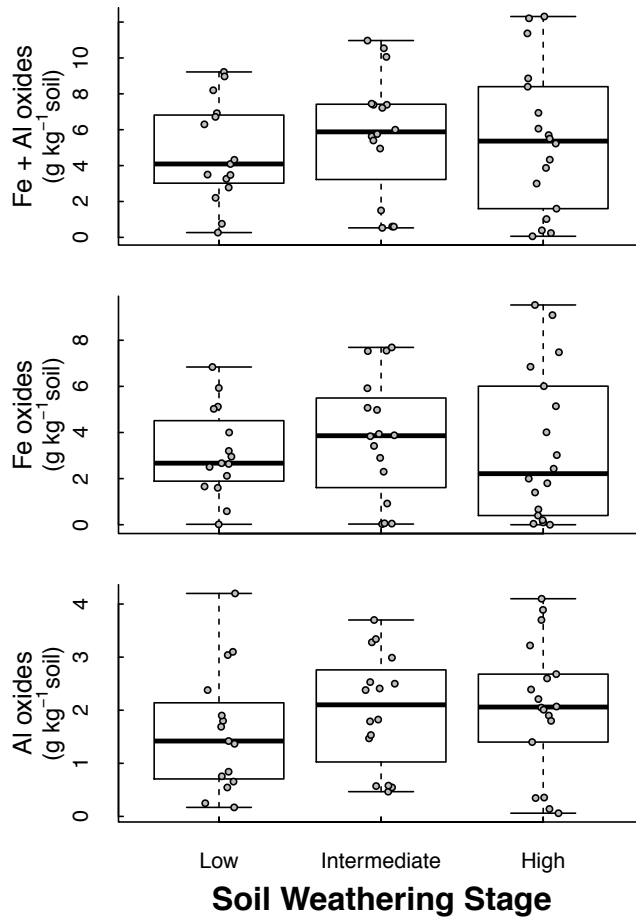 Fe + Al oxides
(g kg⁻¹soil)
0 2 4 6 8 10
Fe oxides
(g kg⁻¹soil)
0 2 4 6 8
Al oxides
(g kg⁻¹soil)
0 1 2 3 4
Low Intermediate High
Soil Weathering Stage